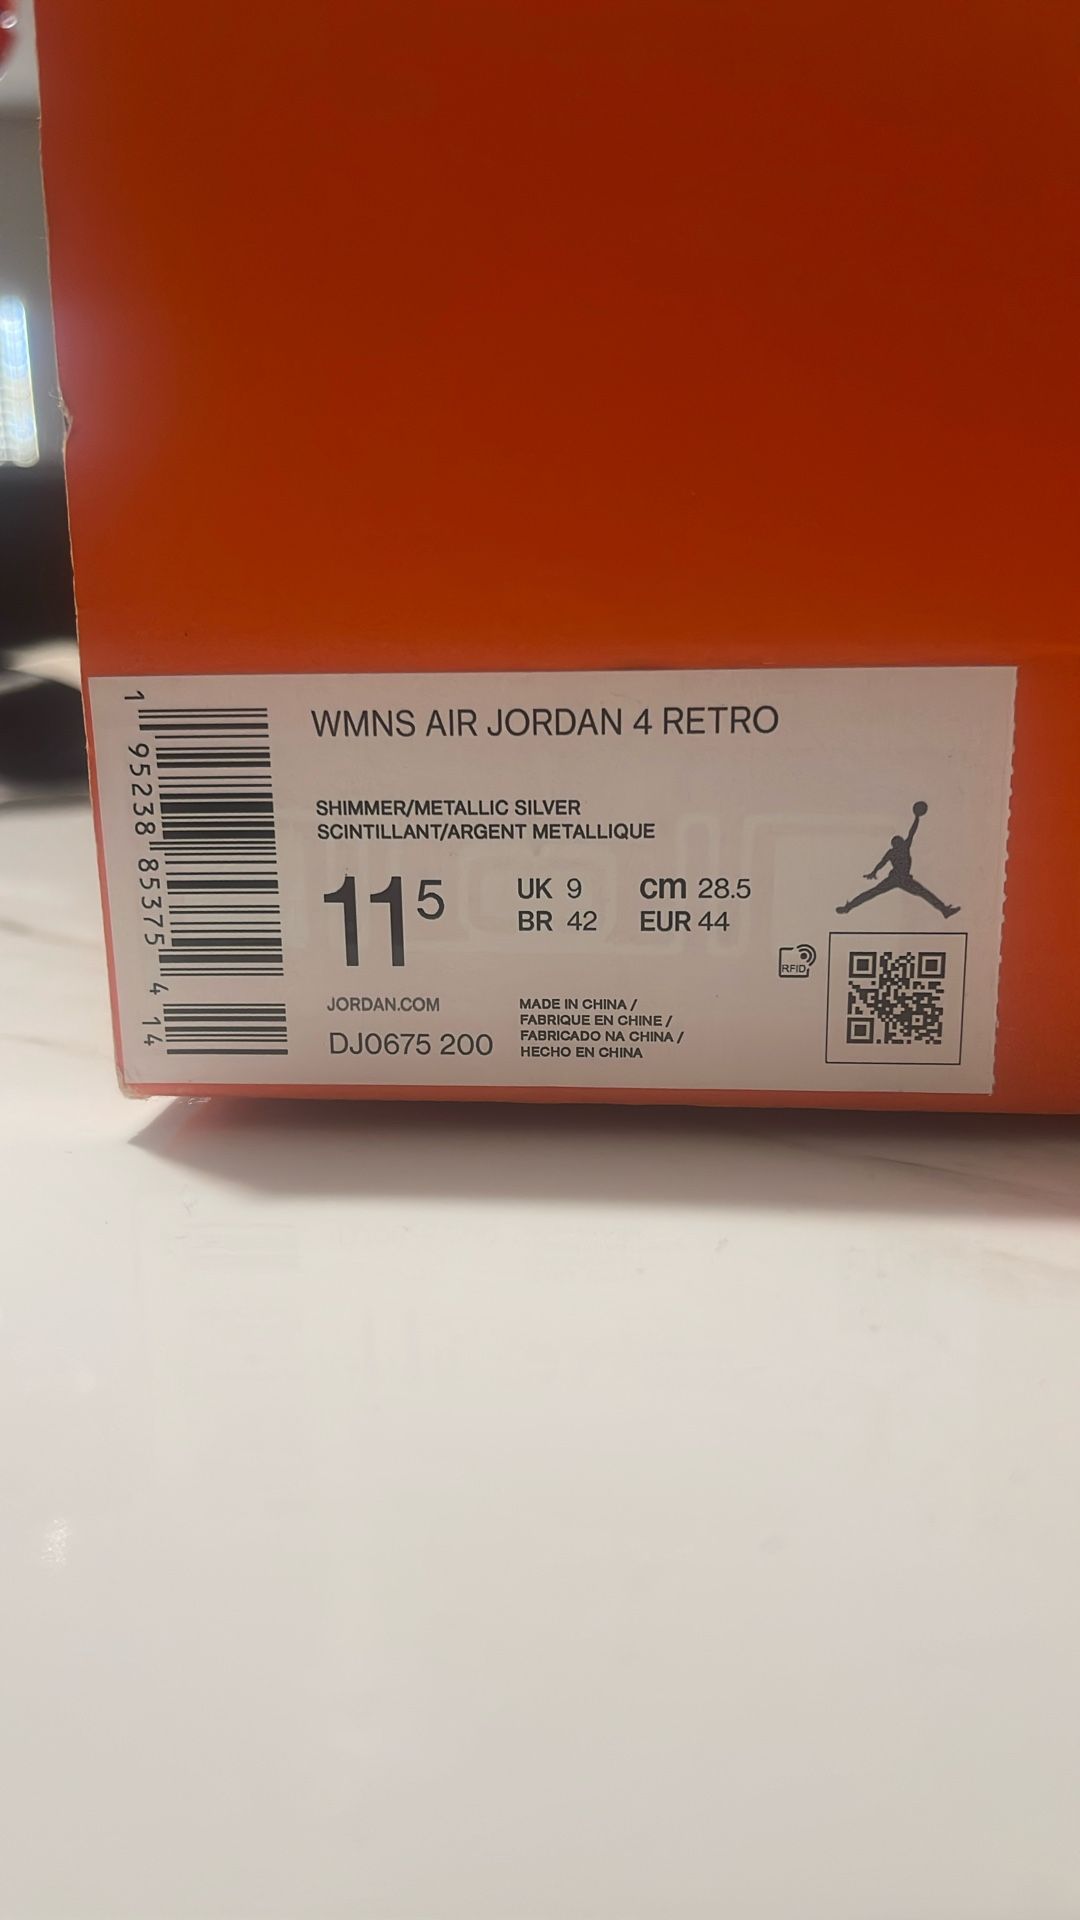 WMNS AIR JORDAN 4 RETRO
SHIMMER/METALLIC SILVER
SCINTILLANT/ARGENT METALLIQUE
11 5
UK 9 cm 28.5
BR 42 EUR 44
RFID
JORDAN.COM
DJ0675 200
MADE IN CHINA /
FABRIQUE EN CHINE /
FABRICADO NA CHINA /
HECHO EN CHINA
1 95238 85375 4 14